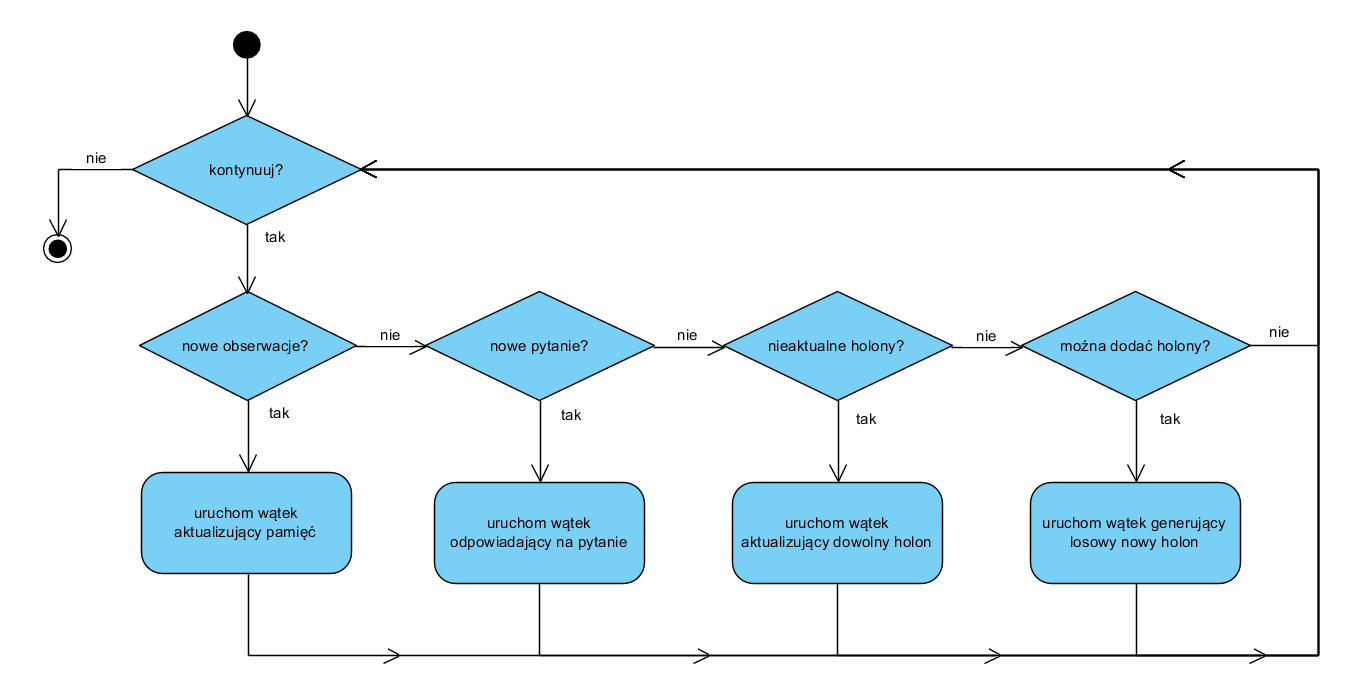 nie
kontynuuj?
tak
nowe obserwacje?
nie
nowe pytanie?
nie
nieaktualne holony?
nie
można dodać holony?
nie
tak
tak
tak
tak
uruchom wątek
aktualizujący pamięć
uruchom wątek
odpowiadający na pytanie
uruchom wątek
aktualizujący dowolny holon
uruchom wątek generujący
losowy nowy holon